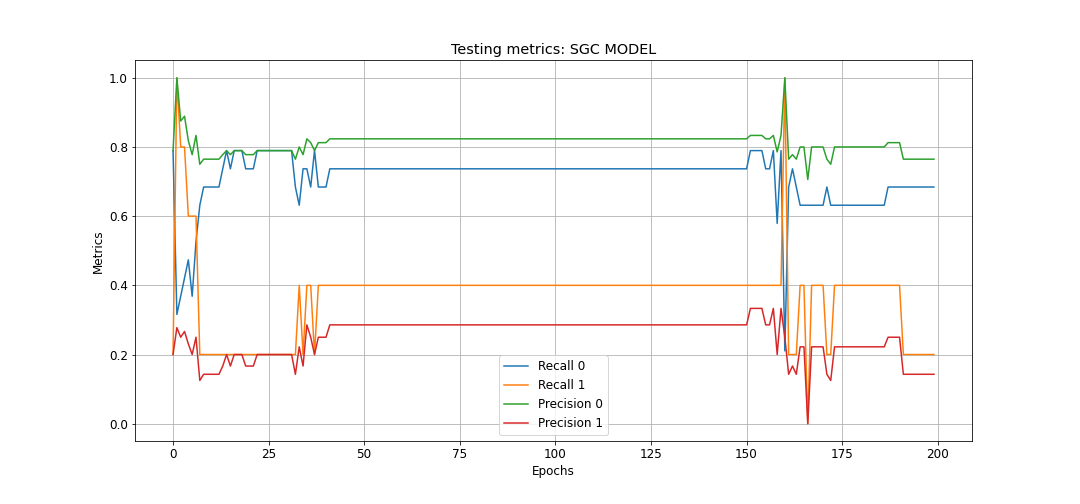 Testing metrics: SGC MODEL
1.0
0.8
0.6
0.4
0.2
0.0
Metrics
Recall 0
Recall 1
Precision 0
Precision 1
0 25 50 75 100 125 150 175 200
Epochs